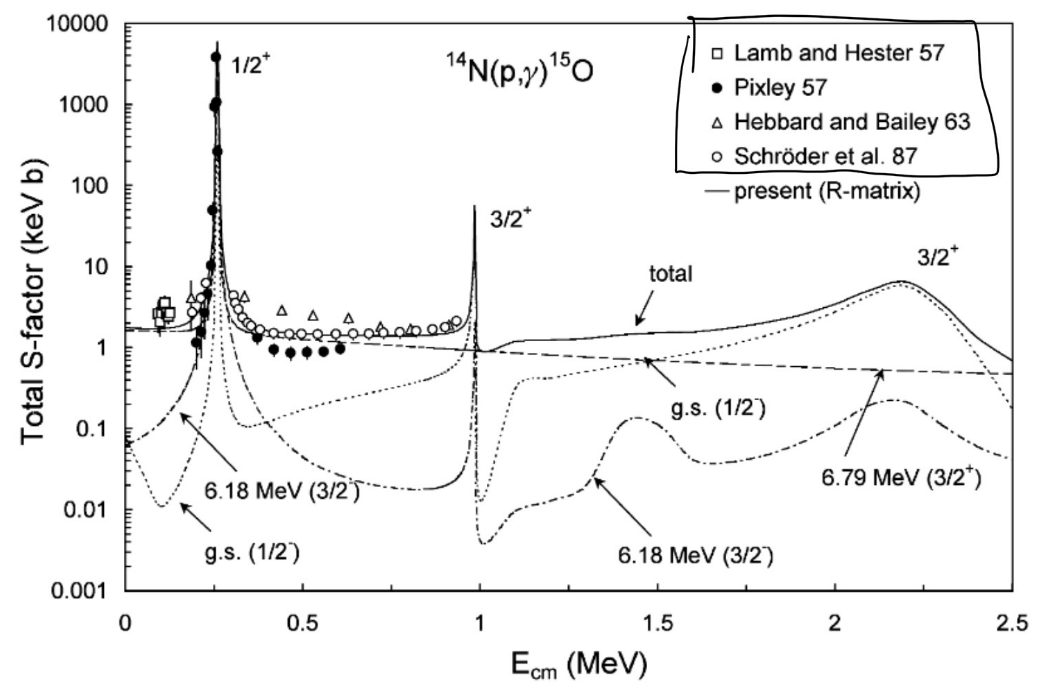 10000
1000
100
10
1
0.1
0.01
0.001
Total S-factor (keV b)
1/2⁺
¹⁴N(p,γ)¹⁵O
Lamb and Hester 57
Pixley 57
Hebbard and Bailey 63
Schröder et al. 87
present (R-matrix)
3/2⁺
total
3/2⁺
g.s. (1/2⁻)
6.79 MeV (3/2⁺)
6.18 MeV (3/2⁻)
g.s. (1/2⁻)
6.18 MeV (3/2⁻)
0
0.5
1
1.5
2
2.5
E_cm (MeV)